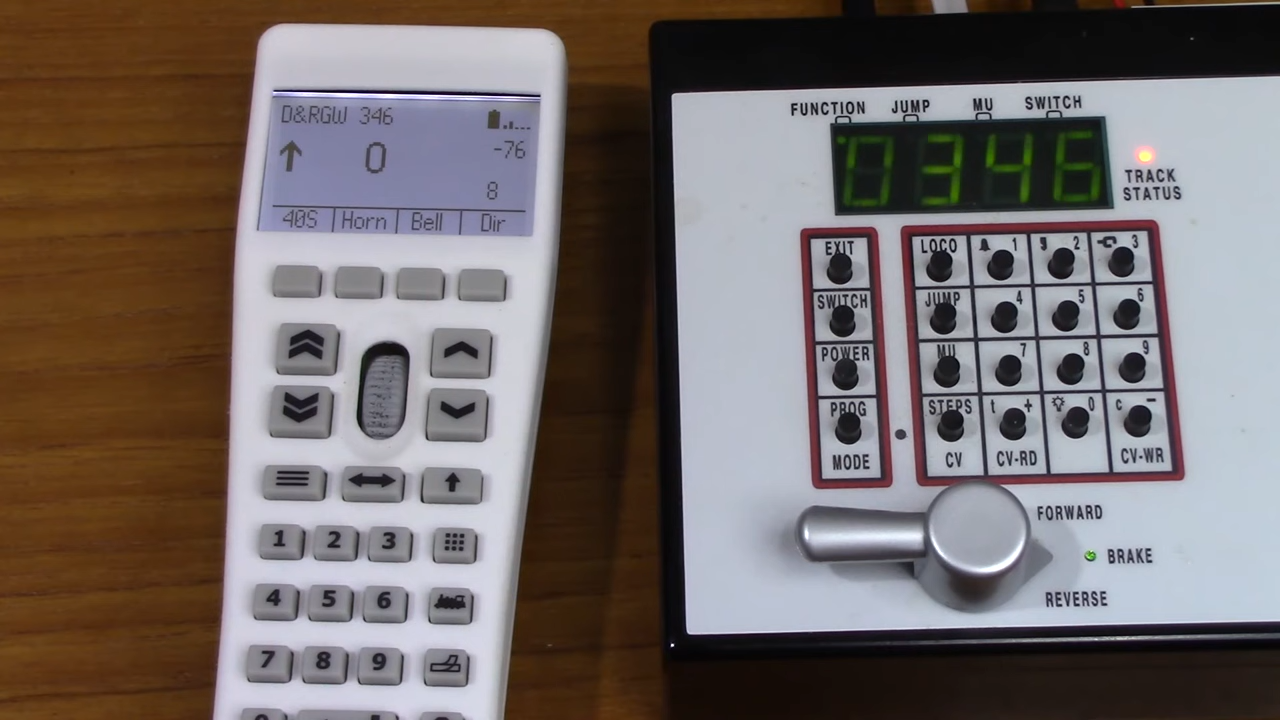 D&RGW 346
0
-76
8
40S Horn Bell Dir
1 2 3
4 5 6
7 8 9
FUNCTION JUMP MU SWITCH
0346
TRACK
STATUS
EXIT LOCO 1 2 3
SWITCH JUMP 4 5 6
POWER MU 7 8 9
PROG STEPS t + 0 c -
MODE CV CV-RD CV-WR
FORWARD
BRAKE
REVERSE